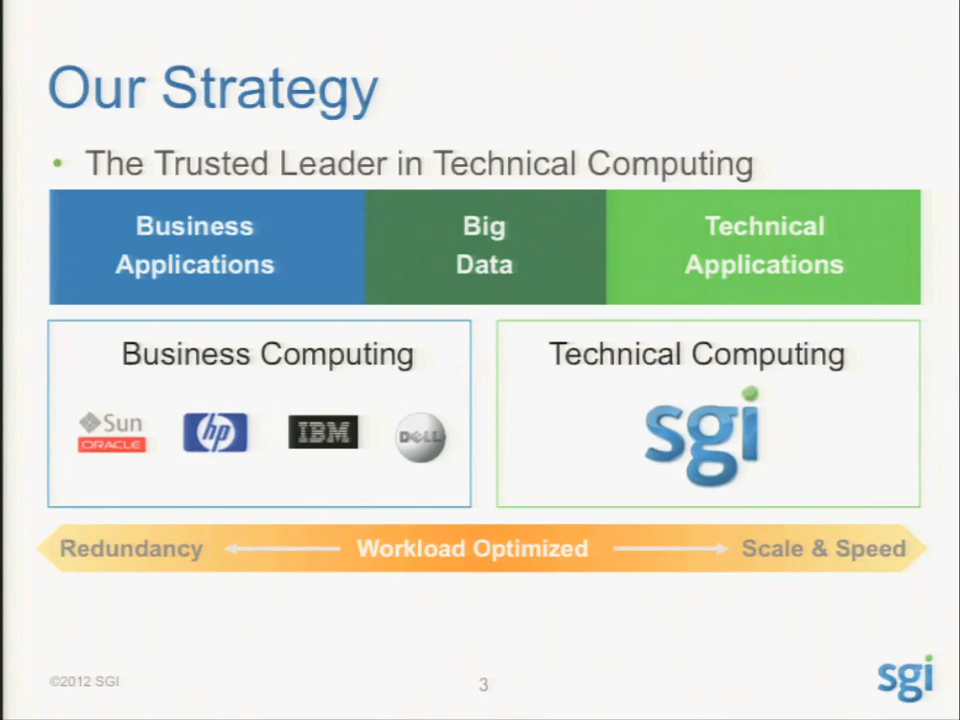 Our Strategy
• The Trusted Leader in Technical Computing
Business Applications
Big Data
Technical Applications
Business Computing
Technical Computing
Sun ORACLE
hp
IBM
DELL
sgi
Redundancy
Workload Optimized
Scale & Speed
©2012 SGI
3
sgi